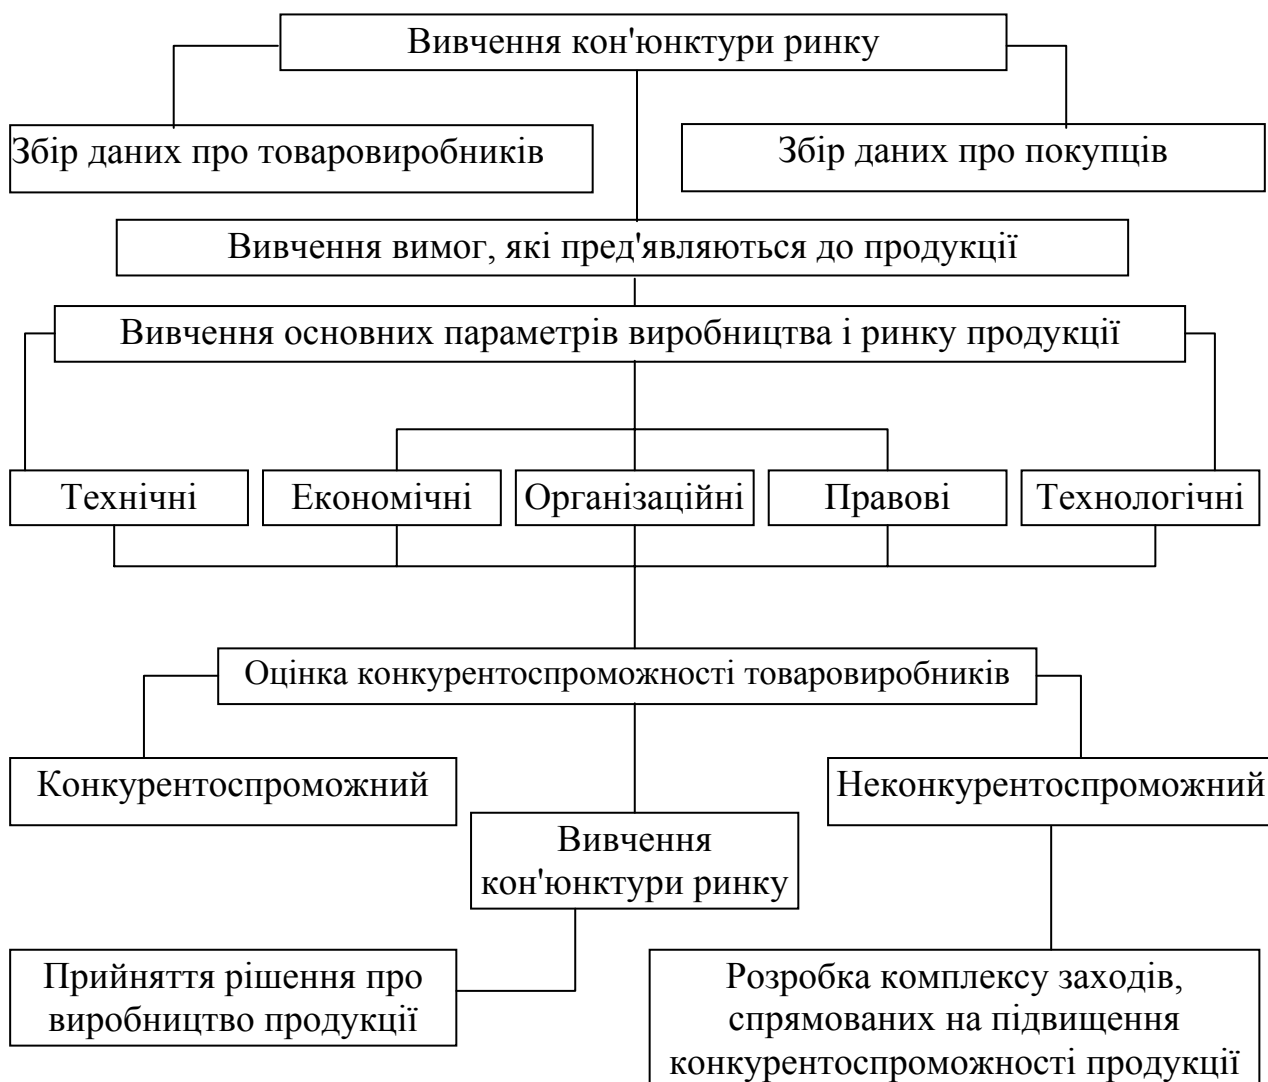 Вивчення кон'юнктури ринку
Збір даних про товаровиробників
Збір даних про покупців
Вивчення вимог, які пред'являються до продукції
Вивчення основних параметрів виробництва і ринку продукції
Технічні
Економічні
Організаційні
Правові
Технологічні
Оцінка конкурентоспроможності товаровиробників
Конкурентоспроможний
Неконкурентоспроможний
Вивчення
кон'юнктури ринку
Прийняття рішення про
виробництво продукції
Розробка комплексу заходів,
спрямованих на підвищення
конкурентоспроможності продукції